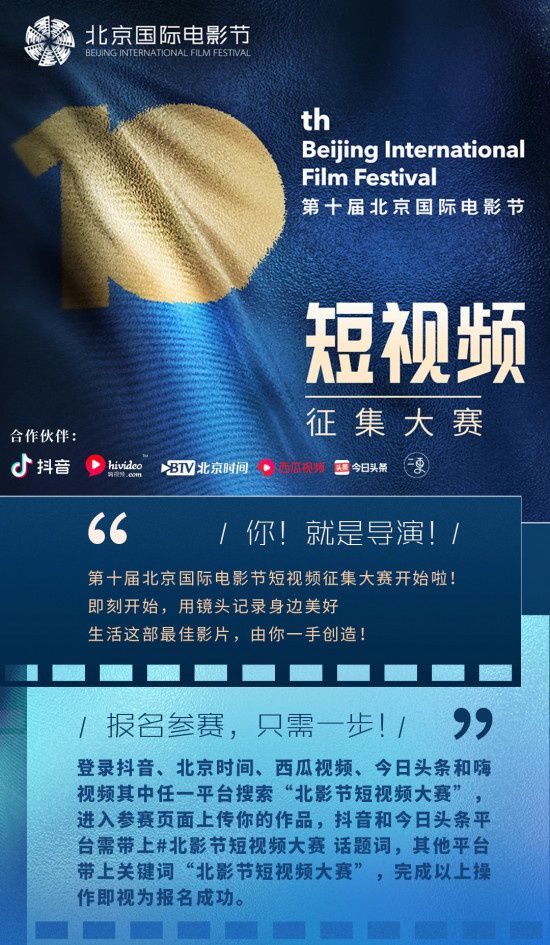 北京国际电影节
BEIJING INTERNATIONAL FILM FESTIVAL
10
th
Beijing International
Film Festival
第十届北京国际电影节
短视频
征集大赛
合作伙伴：
抖音
hivideo
嗨视频.com
TM
BTV 北京时间
西瓜视频
头条 今日头条
二更
“
/ 你！就是导演！/
第十届北京国际电影节短视频征集大赛开始啦！
即刻开始，用镜头记录身边美好
生活这部最佳影片，由你一手创造！
/ 报名参赛，只需一步！/
”
登录抖音、北京时间、西瓜视频、今日头条和嗨
视频其中任一平台搜索“北影节短视频大赛”，
进入参赛页面上传你的作品，抖音和今日头条平
台需带上#北影节短视频大赛 话题词，其他平台
带上关键词“北影节短视频大赛”，完成以上操
作即视为报名成功。